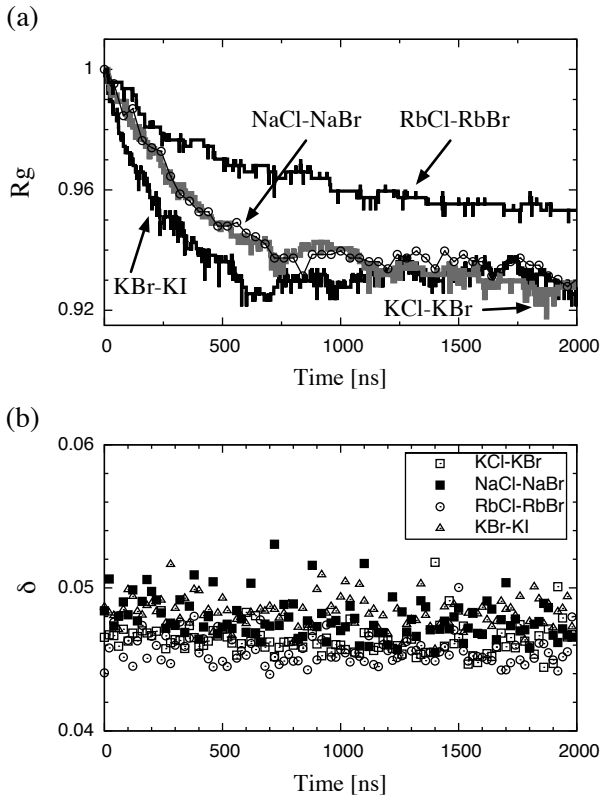 (a)
1
0.96
0.92
Rg
NaCl-NaBr
RbCl-RbBr
KBr-KI
KCl-KBr
0 500 1000 1500 2000
Time [ns]
(b)
0.06
0.05
0.04
δ
KCl-KBr
NaCl-NaBr
RbCl-RbBr
KBr-KI
0 500 1000 1500 2000
Time [ns]